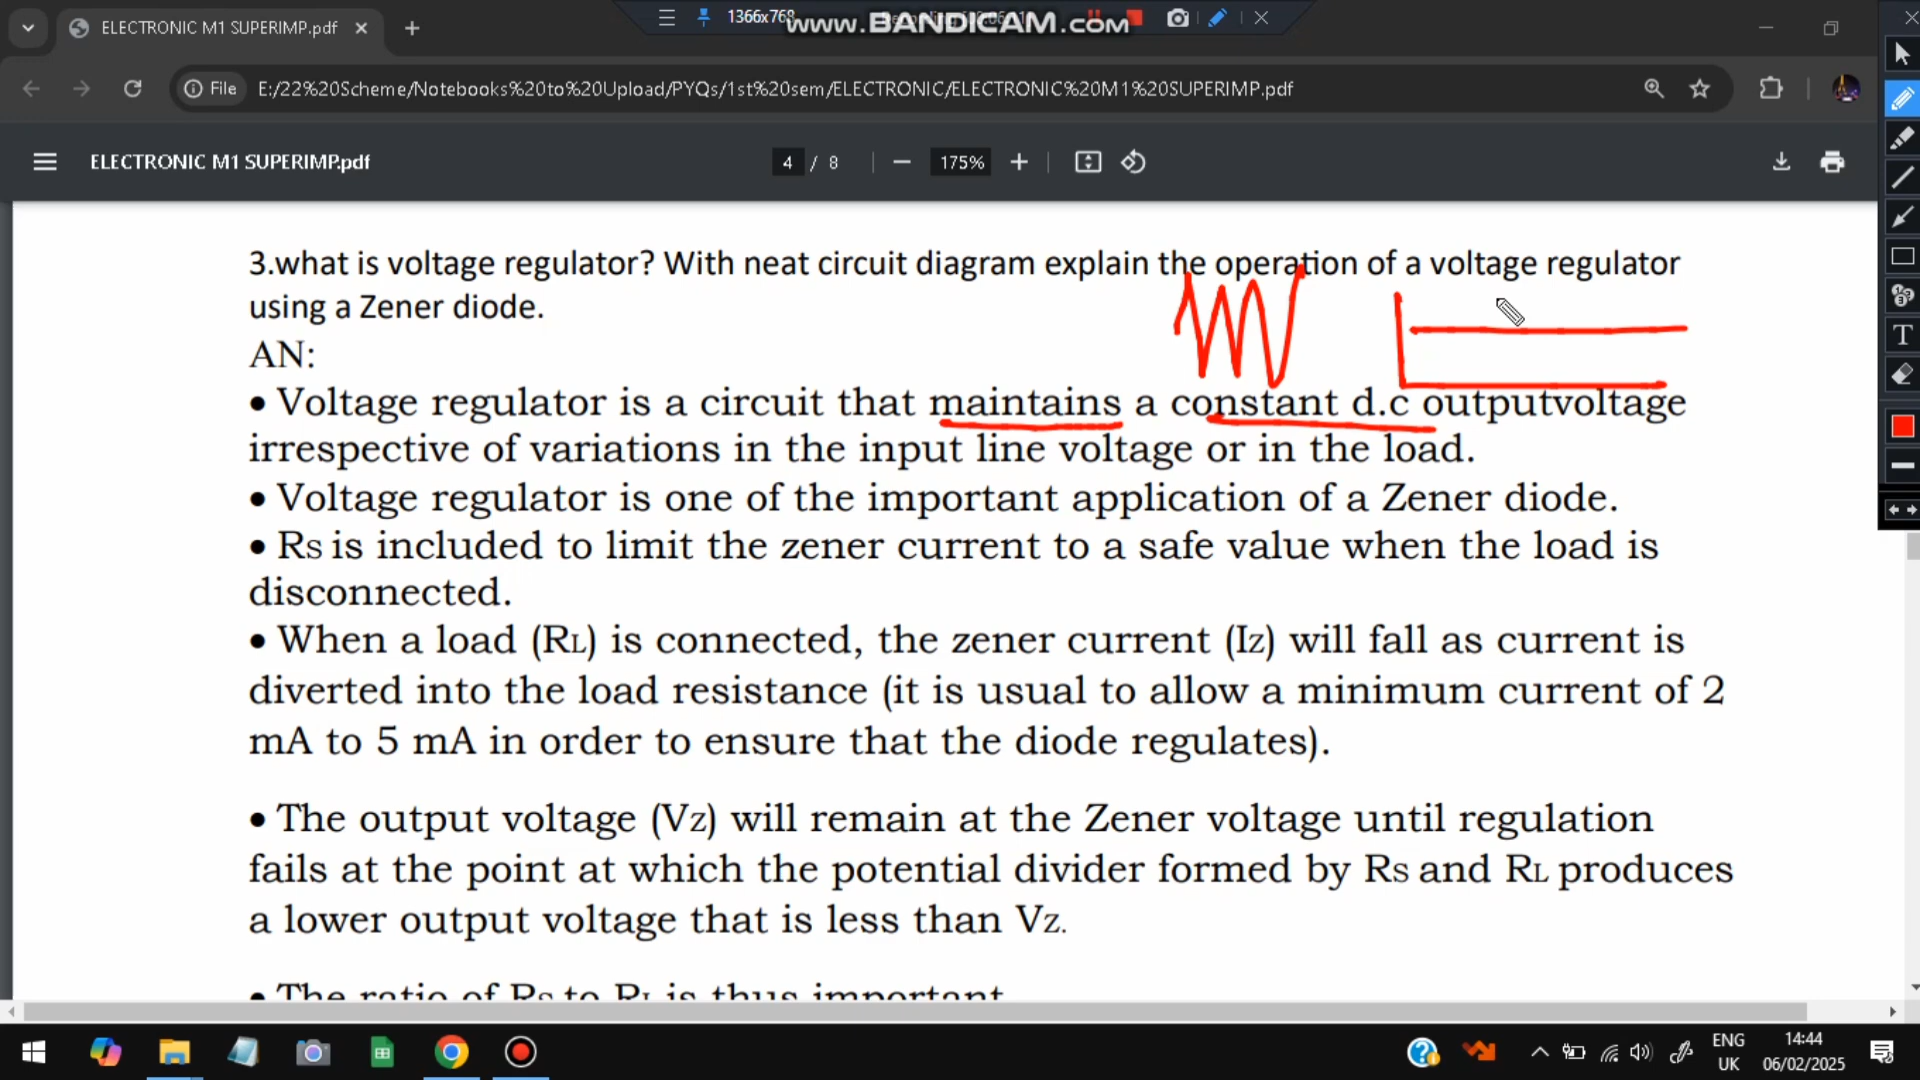 ELECTRONIC M1 SUPERIMP.pdf
1366x768
www.BANDICAM.com
File
E:/22%20Scheme/Notebooks%20to%20Upload/PYQs/1st%20sem/ELECTRONIC/ELECTRONIC%20M1%20SUPERIMP.pdf
ELECTRONIC M1 SUPERIMP.pdf
4 / 8
175%
3.what is voltage regulator? With neat circuit diagram explain the operation of a voltage regulator
using a Zener diode.
AN:
• Voltage regulator is a circuit that maintains a constant d.c outputvoltage
irrespective of variations in the input line voltage or in the load.
• Voltage regulator is one of the important application of a Zener diode.
• RS is included to limit the zener current to a safe value when the load is
disconnected.
• When a load (RL) is connected, the zener current (IZ) will fall as current is
diverted into the load resistance (it is usual to allow a minimum current of 2
mA to 5 mA in order to ensure that the diode regulates).
• The output voltage (VZ) will remain at the Zener voltage until regulation
fails at the point at which the potential divider formed by RS and RL produces
a lower output voltage that is less than VZ.
• The ratio of RS to RL is thus important
T
ENG
UK
14:44
06/02/2025